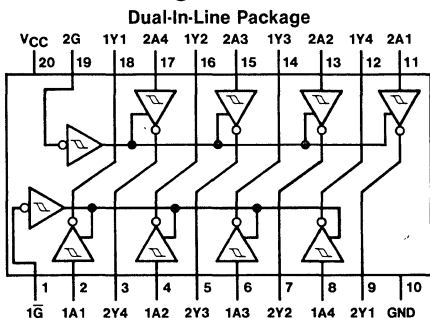 Dual-In-Line Package
VCC 2G 1Y1 2A4 1Y2 2A3 1Y3 2A2 1Y4 2A1
20 19 18 17 16 15 14 13 12 11
1 2 3 4 5 6 7 8 9 10
1G̅ 1A1 2Y4 1A2 2Y3 1A3 2Y2 1A4 2Y1 GND